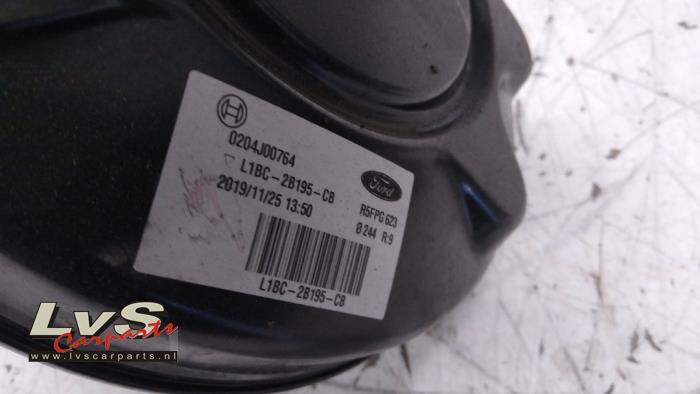 0204J00764
L1BC-2B195-CB
2019/11/25 13:50
Ford
R5FPG 623
0 244 R:9
L1BC-2B195-CB
LvS
Carparts
www.lvscarparts.nl